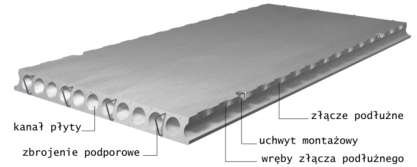 złącze podłużne
kanał płyty
uchwyt montażowy
zbrojenie podporowe
wręby złącza podłużnego